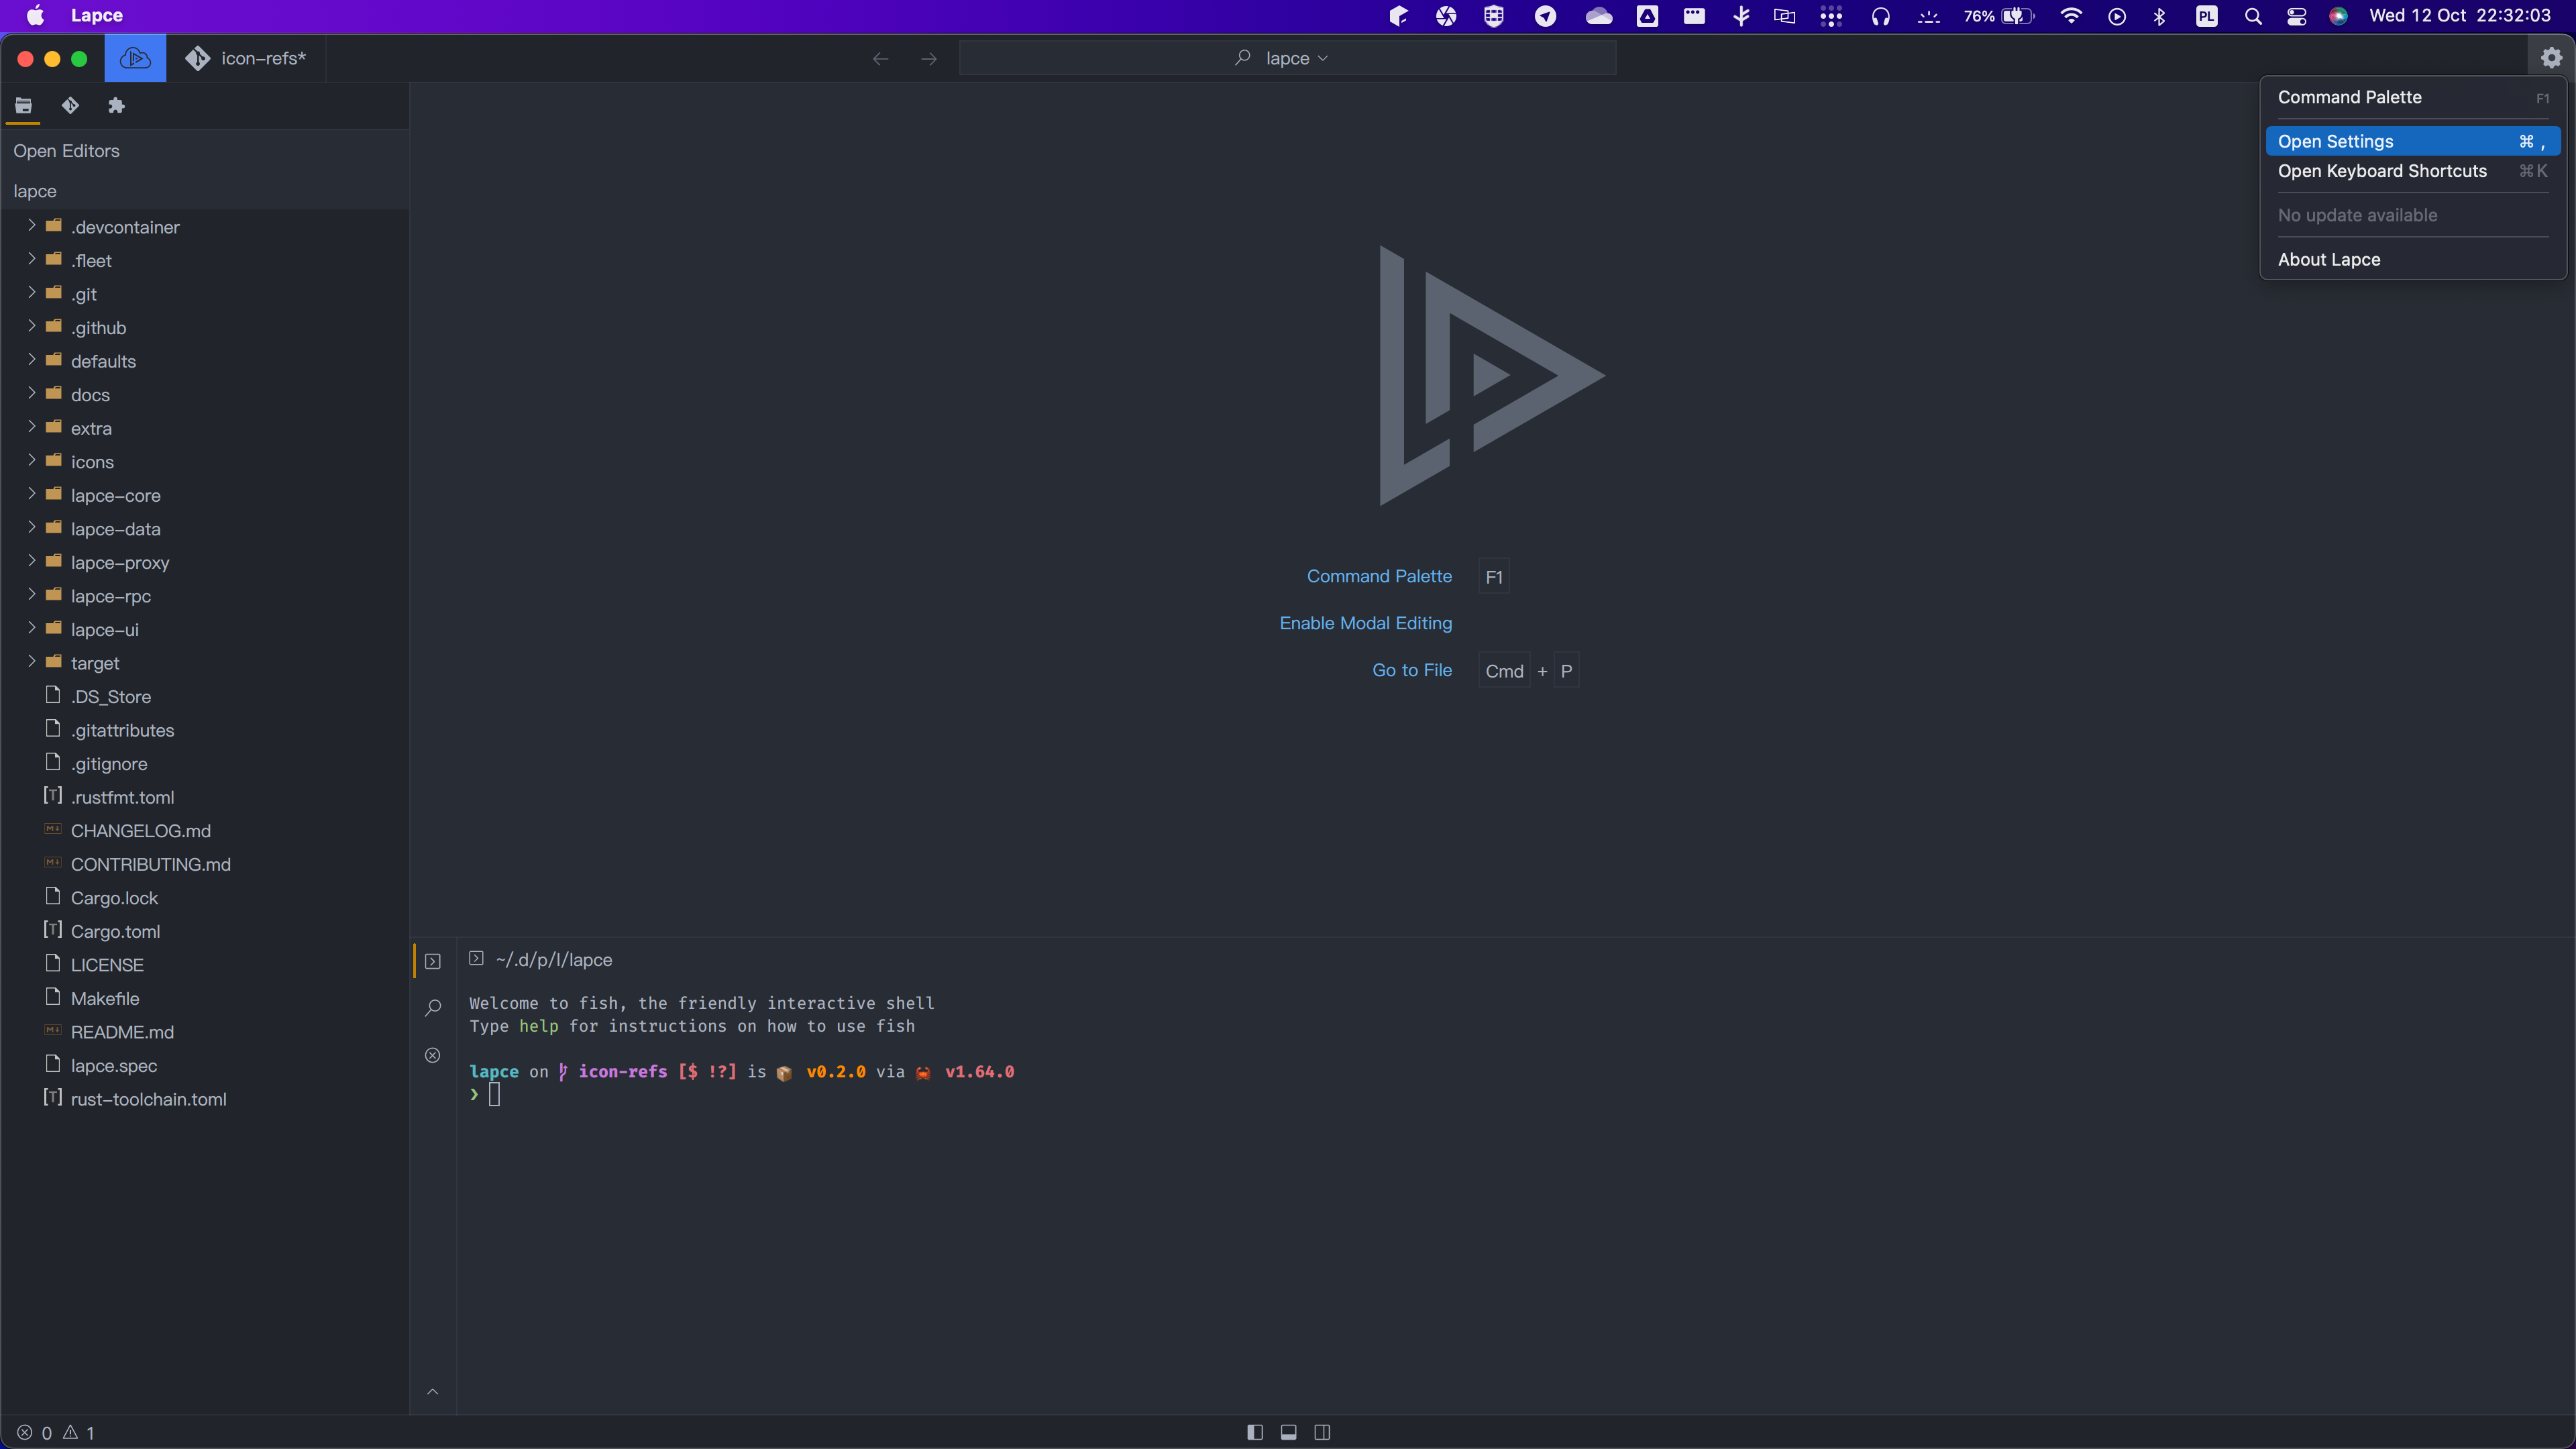 Lapce
76%
PL
Wed 12 Oct 22:32:03
icon-refs*
lapce
Command Palette F1
Open Settings ⌘ ,
Open Keyboard Shortcuts ⌘ K
No update available
About Lapce
Open Editors
lapce
.devcontainer
.fleet
.git
.github
defaults
docs
extra
icons
lapce-core
lapce-data
lapce-proxy
lapce-rpc
lapce-ui
target
.DS_Store
.gitattributes
.gitignore
[T] .rustfmt.toml
M↓ CHANGELOG.md
M↓ CONTRIBUTING.md
Cargo.lock
[T] Cargo.toml
LICENSE
Makefile
M↓ README.md
lapce.spec
[T] rust-toolchain.toml
Command Palette F1
Enable Modal Editing
Go to File Cmd + P
~/.d/p/l/lapce
Welcome to fish, the friendly interactive shell
Type help for instructions on how to use fish
lapce on icon-refs [$ !?] is 📦 v0.2.0 via 🦀 v1.64.0
❯
0 1